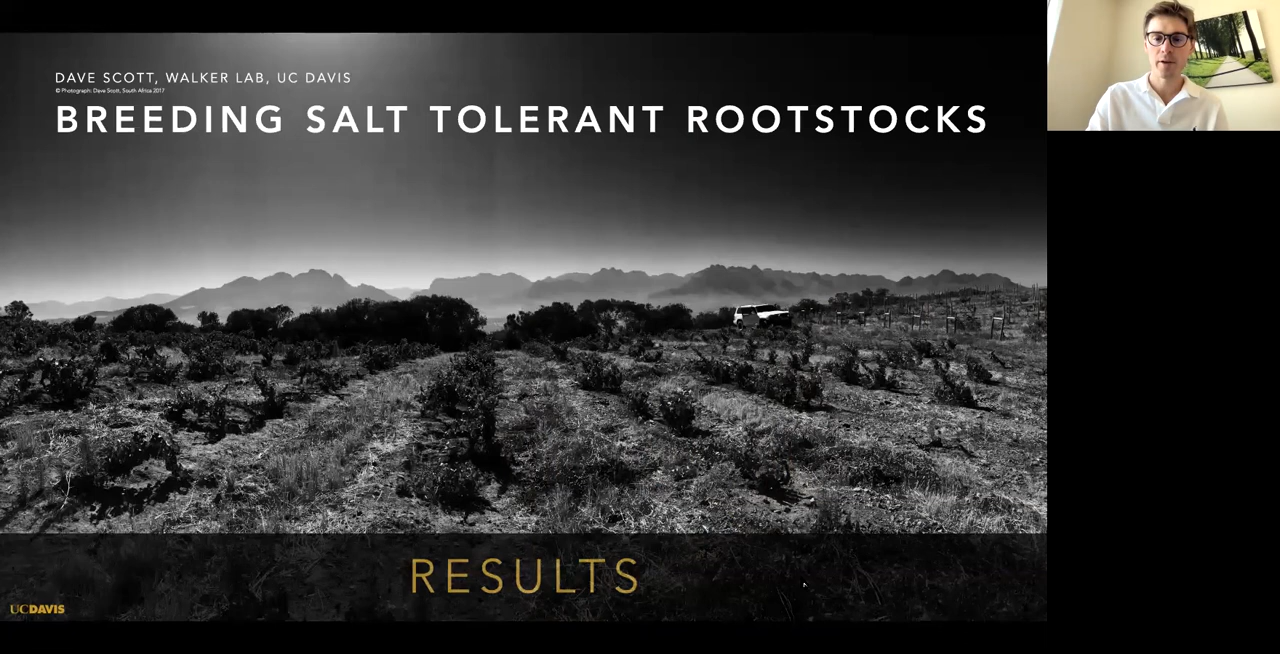 DAVE SCOTT, WALKER LAB, UC DAVIS
© Photograph: Dave Scott, South Africa 2017
BREEDING SALT TOLERANT ROOTSTOCKS
RESULTS
UCDAVIS